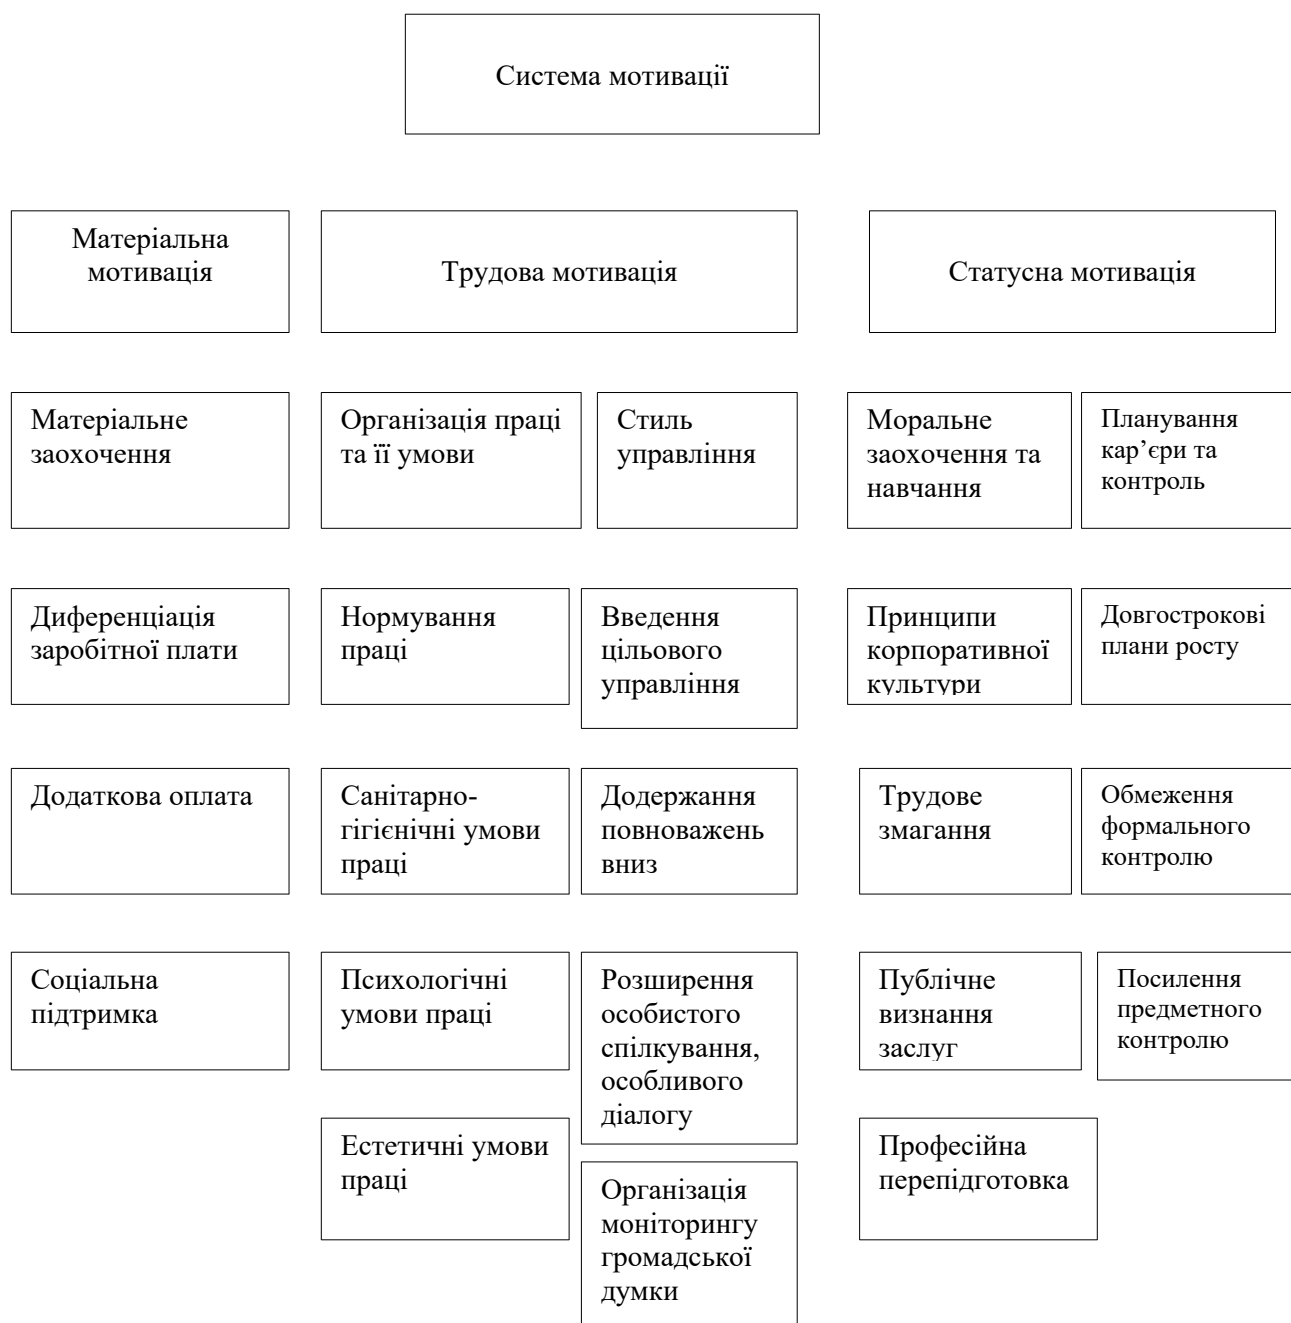 Система мотивації
Матеріальна
мотивація
Трудова мотивація
Статусна мотивація
Матеріальне
заохочення
Організація праці
та її умови
Стиль
управління
Моральне
заохочення та
навчання
Планування
кар’єри та
контроль
Диференціація
заробітної плати
Нормування
праці
Введення
цільового
управління
Принципи
корпоративної
культури
Довгострокові
плани росту
Додаткова оплата
Санітарно-
гігієнічні умови
праці
Додержання
повноважень
вниз
Трудове
змагання
Обмеження
формального
контролю
Соціальна
підтримка
Психологічні
умови праці
Розширення
особистого
спілкування,
особливого
діалогу
Публічне
визнання
заслуг
Посилення
предметного
контролю
Естетичні умови
праці
Організація
моніторингу
громадської
думки
Професійна
перепідготовка